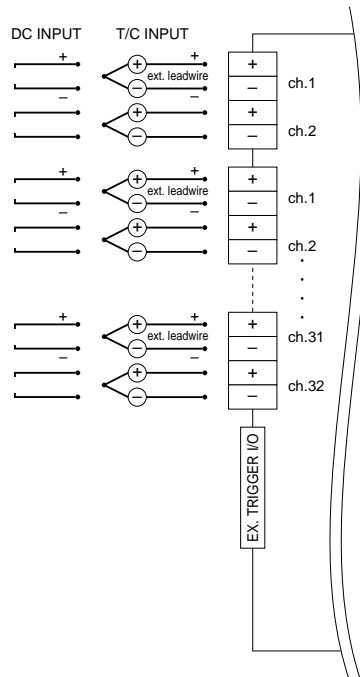 DC INPUT T/C INPUT
+ + + +
ext. leadwire ch.1
– – – –
+ +
ch.2
– –
+ + + +
ext. leadwire ch.1
– – – –
+ +
ch.2
– –
+ + + +
ext. leadwire ch.31
– – – –
+ +
ch.32
– –
EX. TRIGGER I/O